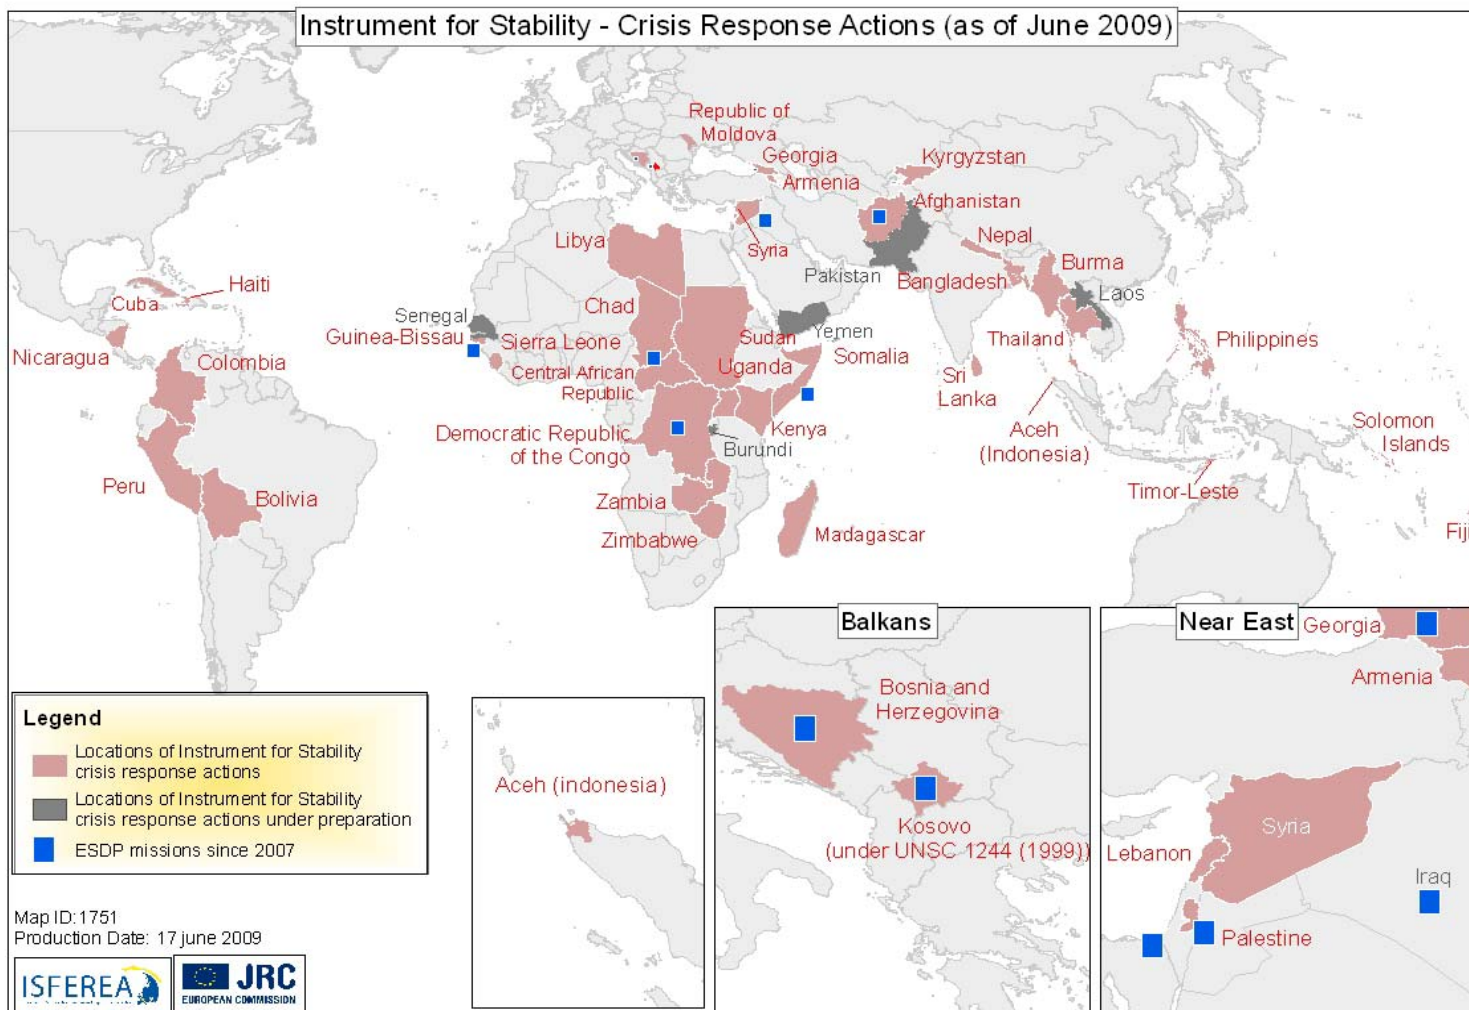 Instrument for Stability - Crisis Response Actions (as of June 2009)
Republic of
Moldova
Georgia
Armenia
Kyrgyzstan
Afghanistan
Syria
Libya
Nepal
Burma
Pakistan
Bangladesh
Laos
Haiti
Cuba
Chad
Senegal
Guinea-Bissau
Sierra Leone
Sudan
Yemen
Thailand
Philippines
Nicaragua
Colombia
Central African
Republic
Uganda
Somalia
Sri
Lanka
Democratic Republic
of the Congo
Kenya
Burundi
Aceh
(Indonesia)
Solomon
Islands
Peru
Bolivia
Zambia
Timor-Leste
Zimbabwe
Madagascar
Fiji
Balkans
Bosnia and
Herzegovina
Kosovo
(under UNSC 1244 (1999))
Near East
Georgia
Armenia
Syria
Lebanon
Iraq
Palestine
Aceh (indonesia)
Legend
Locations of Instrument for Stability
crisis response actions
Locations of Instrument for Stability
crisis response actions under preparation
ESDP missions since 2007
Map ID: 1751
Production Date: 17 june 2009
ISFEREA
JRC
EUROPEAN COMMISSION